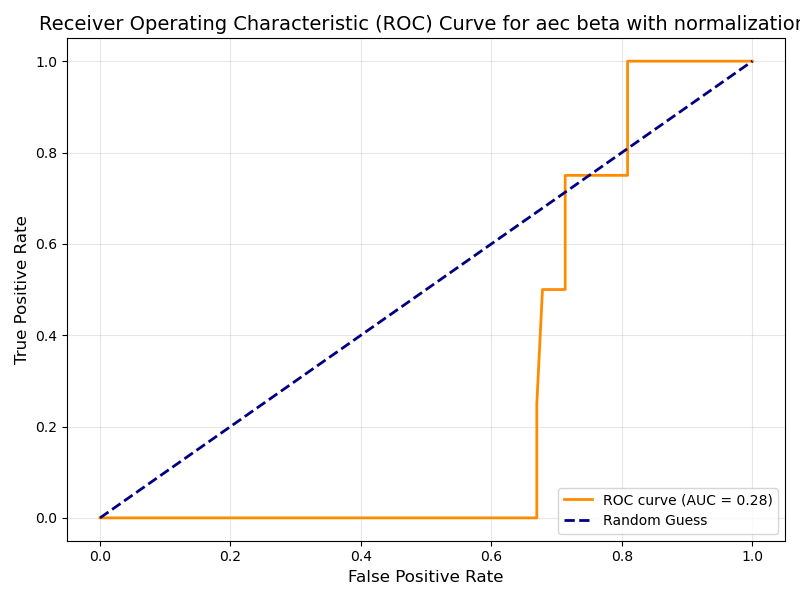 Receiver Operating Characteristic (ROC) Curve for aec beta with normalization
1.0
0.8
0.6
0.4
0.2
0.0
True Positive Rate
0.0 0.2 0.4 0.6 0.8 1.0
False Positive Rate
ROC curve (AUC = 0.28)
Random Guess